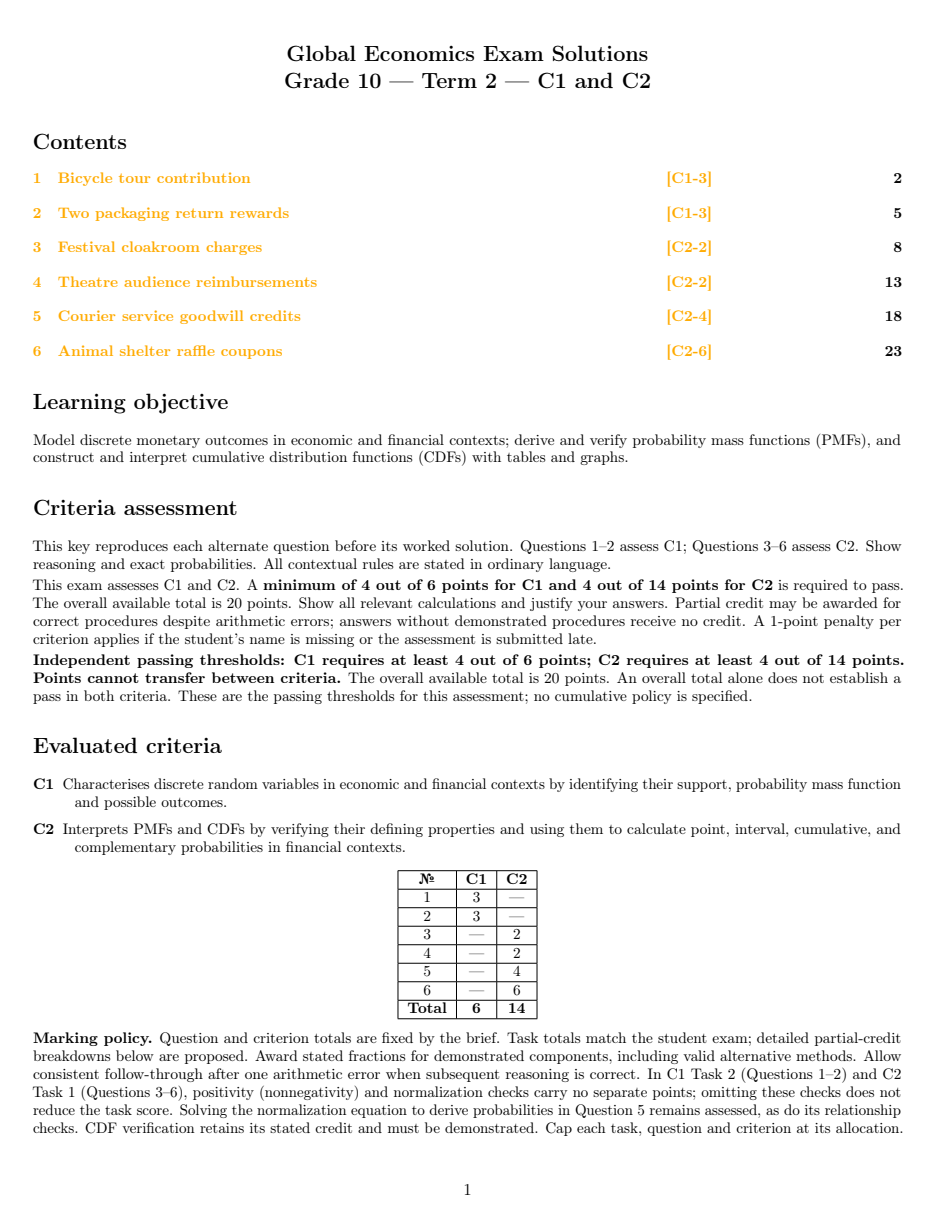 Global Economics Exam Solutions
Grade 10 — Term 2 — C1 and C2
Contents
1 Bicycle tour contribution [C1-3] 2
2 Two packaging return rewards [C1-3] 5
3 Festival cloakroom charges [C2-2] 8
4 Theatre audience reimbursements [C2-2] 13
5 Courier service goodwill credits [C2-4] 18
6 Animal shelter raffle coupons [C2-6] 23
Learning objective
Model discrete monetary outcomes in economic and financial contexts; derive and verify probability mass functions (PMFs), and
construct and interpret cumulative distribution functions (CDFs) with tables and graphs.
Criteria assessment
This key reproduces each alternate question before its worked solution. Questions 1–2 assess C1; Questions 3–6 assess C2. Show
reasoning and exact probabilities. All contextual rules are stated in ordinary language.
This exam assesses C1 and C2. A minimum of 4 out of 6 points for C1 and 4 out of 14 points for C2 is required to pass.
The overall available total is 20 points. Show all relevant calculations and justify your answers. Partial credit may be awarded for
correct procedures despite arithmetic errors; answers without demonstrated procedures receive no credit. A 1-point penalty per
criterion applies if the student's name is missing or the assessment is submitted late.
Independent passing thresholds: C1 requires at least 4 out of 6 points; C2 requires at least 4 out of 14 points.
Points cannot transfer between criteria. The overall available total is 20 points. An overall total alone does not establish a
pass in both criteria. These are the passing thresholds for this assessment; no cumulative policy is specified.
Evaluated criteria
C1 Characterises discrete random variables in economic and financial contexts by identifying their support, probability mass function
and possible outcomes.
C2 Interprets PMFs and CDFs by verifying their defining properties and using them to calculate point, interval, cumulative, and
complementary probabilities in financial contexts.
№ C1 C2
1 3 —
2 3 —
3 — 2
4 — 2
5 — 4
6 — 6
Total 6 14
Marking policy. Question and criterion totals are fixed by the brief. Task totals match the student exam; detailed partial-credit
breakdowns below are proposed. Award stated fractions for demonstrated components, including valid alternative methods. Allow
consistent follow-through after one arithmetic error when subsequent reasoning is correct. In C1 Task 2 (Questions 1–2) and C2
Task 1 (Questions 3–6), positivity (nonnegativity) and normalization checks carry no separate points; omitting these checks does not
reduce the task score. Solving the normalization equation to derive probabilities in Question 5 remains assessed, as do its relationship
checks. CDF verification retains its stated credit and must be demonstrated. Cap each task, question and criterion at its allocation.
1